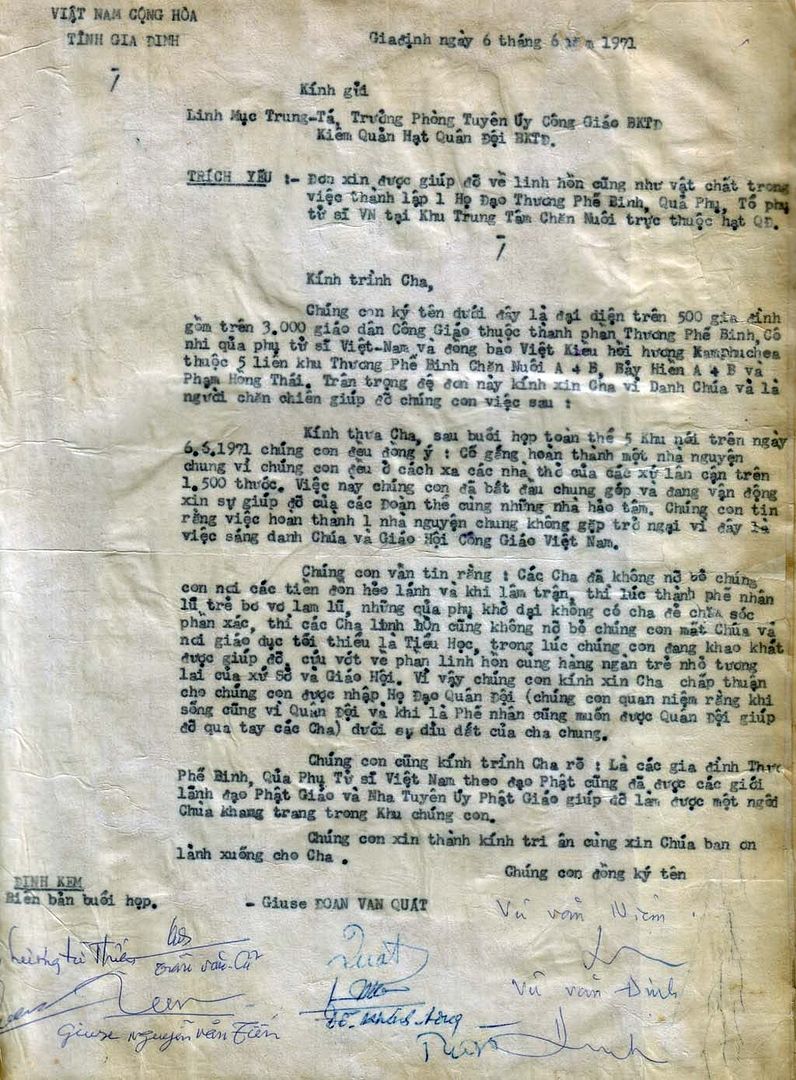 VIỆT NAM CỘNG HÒA
TỈNH GIA ĐỊNH
Giađịnh ngày 6 tháng 6 năm 1971
Kính gửi
Linh Mục Trung-Tá, Trưởng Phòng Tuyên Úy Công Giáo BKTĐ
Kiêm Quản Hạt Quân Đội BKTĐ.
TRÍCH YẾU :- Đơn xin được giúp đỡ về linh hồn cũng như vật chất trong
việc thành lập 1 Họ Đạo Thương Phế Binh, Quả Phụ, Tổ phụ
tử sĩ VN tại Khu Trung Tâm Chăn Nuôi trực thuộc hạt QĐ.
Kính trình Cha,
Chúng con ký tên dưới đây là đại diện trên 500 gia đình
gồm trên 3.000 giáo dân Công Giáo thuộc thành phần Thương Phế Binh, Cô
nhi qủa phụ tử sĩ Việt-Nam và đồng bào Việt Kiều hồi hương Kamphuchea
thuộc 5 liên khu Thương Phế Binh Chăn Nuôi A & B, Bảy Hiền A & B và
Phạm Hồng Thái. Trân trọng đệ đơn này kính xin Cha vì Danh Chúa và là
người chăn chiên giúp đỡ chúng con việc sau :
Kính thưa Cha, sau buổi họp toàn thể 5 Khu nói trên ngày
6.6.1971 chúng con đều đồng ý : Cố gắng hoàn thành một nhà nguyện
chung vì chúng con đều ở cách xa các nhà thờ của các xứ lân cận trên
1.500 thước. Việc này chúng con đã bắt đầu chung góp và đang vận động
xin sự giúp đỡ của các Đoàn thể cùng những nhà hảo tâm. Chúng con tin
rằng việc hoàn thành 1 nhà nguyện chung không gặp trở ngại vì đây là
việc sáng danh Chúa và Giáo Hội Công Giáo Việt Nam.
Chúng con vẫn tin rằng : Các Cha đã không nỡ bỏ chúng
con nơi các tiền đồn hẻo lánh và khi lâm trận, thì lúc thành phế nhân
lũ trẻ bơ vơ lam lũ, những qủa phụ khờ dại không có cha để chăm sóc
phần xác, thì các Cha linh hồn cũng không nỡ bỏ chúng con mất Chúa và
nơi giáo dục tối thiểu là Tiểu Học, trong lúc chúng con đang khao khát
được giúp đỡ, cứu vớt về phần linh hồn cùng hàng ngàn trẻ nhỏ tương
lai của xứ Sở và Giáo Hội. Vì vậy chúng con kính xin Cha chấp thuận
cho chúng con được nhập Họ Đạo Quân Đội (chúng con quan niệm rằng khi
sống cũng vì Quân Đội và khi là Phế nhân cũng muốn được Quân Đội giúp
đỡ qua tay các Cha) dưới sự dìu dắt của cha chung.
Chúng con cũng kính trình Cha rõ : Là các gia đình Thương
Phế Binh, Qủa Phụ Tử sĩ Việt Nam theo đạo Phật cũng đã được các giới
lãnh đạo Phật Giáo và Nha Tuyên Úy Phật Giáo giúp đỡ làm được một ngôi
Chùa khang trang trong Khu chúng con.
Chúng con xin thành kính tri ân cùng xin Chúa ban ơn
lành xuống cho Cha .
Chúng con đồng ký tên
ĐINH KEM
Biên bản buổi họp.
- Giuse ĐOAN VAN QUÁT
Vũ văn Niêm
Trần văn Cử
Quát
Vũ văn Đinh
Giuse Nguyễn văn Tiến